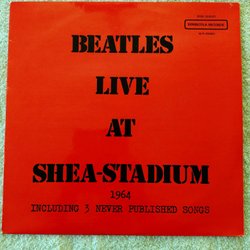 BEATLES
LIVE
AT
SHEA-STADIUM
1964
INCLUDING 3 NEVER PUBLISHED SONGS